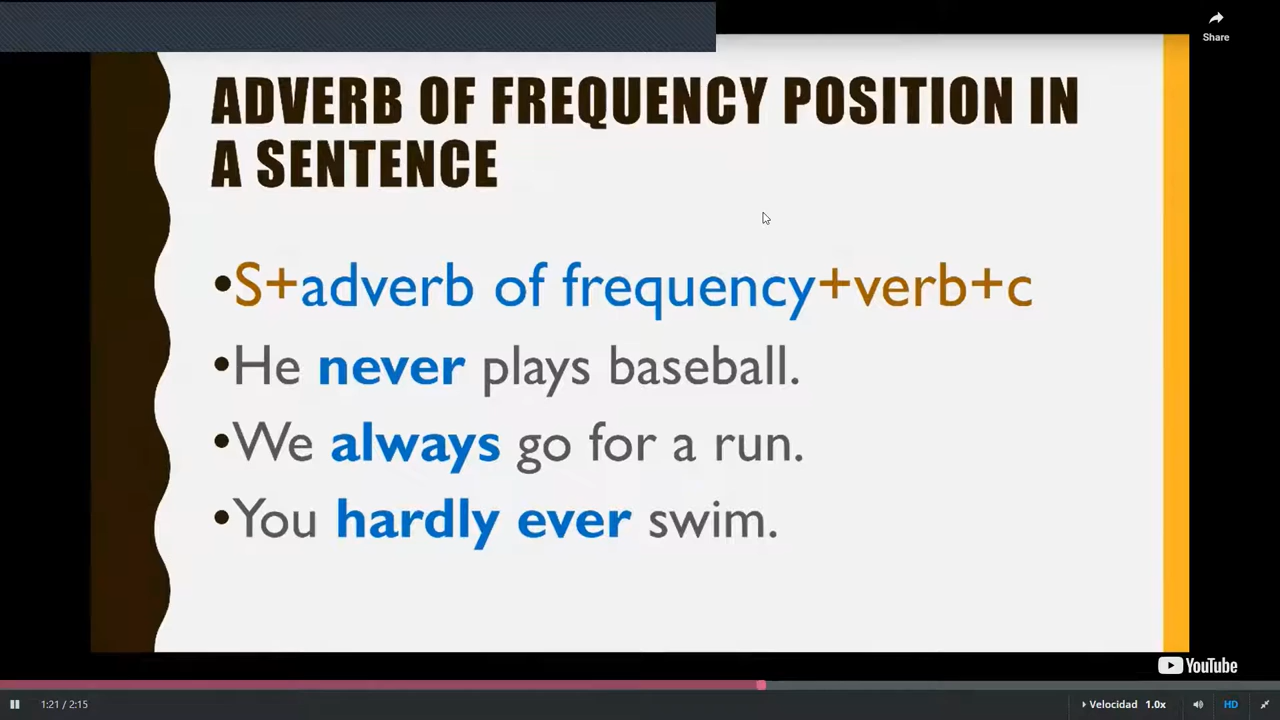 Share
ADVERB OF FREQUENCY POSITION IN
A SENTENCE
•S+adverb of frequency+verb+c
•He never plays baseball.
•We always go for a run.
•You hardly ever swim.
YouTube
1:21 / 2:15
Velocidad 1.0x
HD